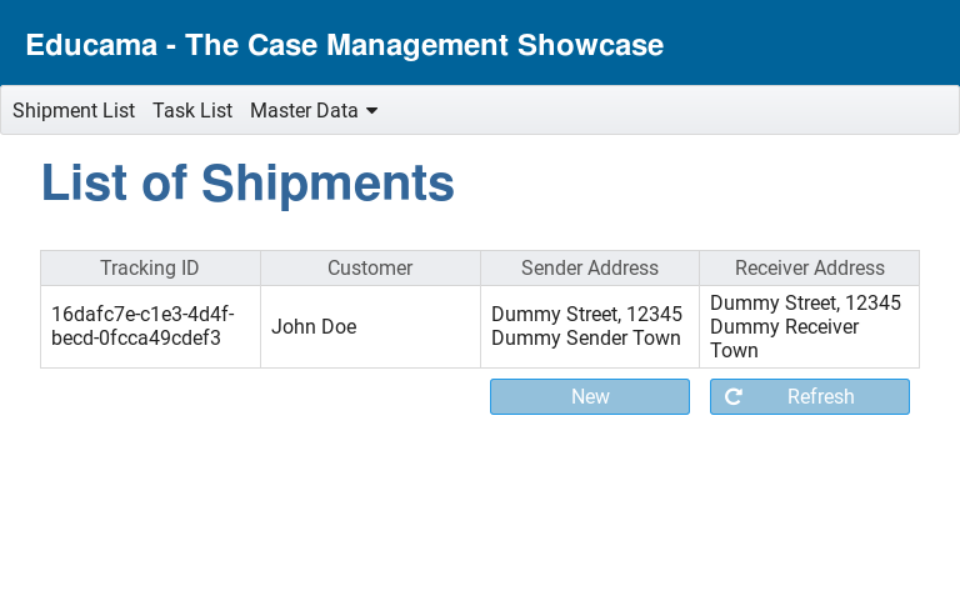 Educama - The Case Management Showcase
Shipment List Task List Master Data
List of Shipments
Tracking ID Customer Sender Address Receiver Address
16dafc7e-c1e3-4d4f-
becd-0fcca49cdef3
John Doe
Dummy Street, 12345
Dummy Sender Town
Dummy Street, 12345
Dummy Receiver
Town
New Refresh